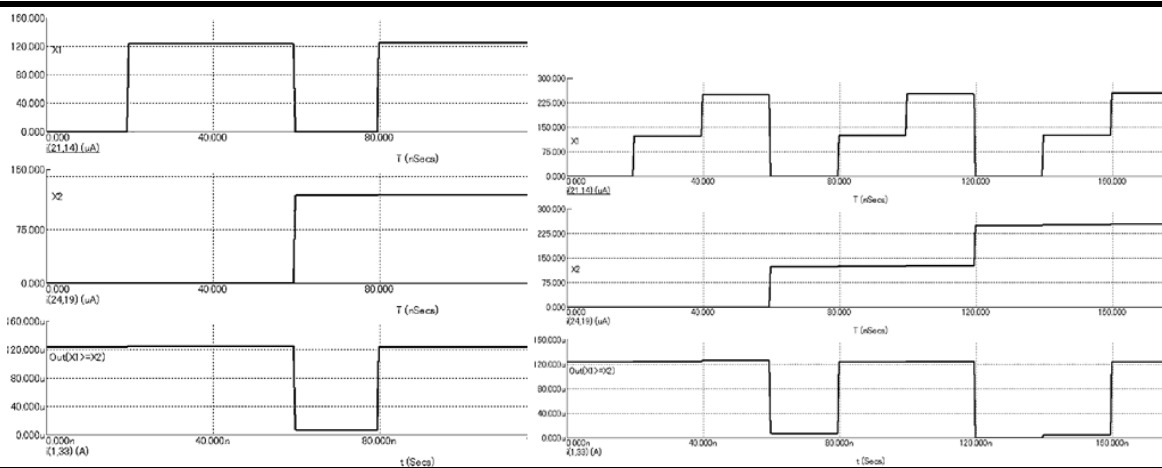 150.000
120.000
X1
80.000
40.000
0.000
0.000 40.000 80.000
i(21,14) (uA)
T (nSecs)
150.000
X2
75.000
0.000
0.000 40.000 80.000
i(24,19) (uA)
T (nSecs)
160.000u
120.000u
Out(X1>=X2)
80.000u
40.000u
0.000u
0.000n 40.000n 80.000n
i(1,33) (A)
t (Secs)
300.000
225.000
150.000
X1
75.000
0.000
0.000 40.000 80.000 120.000 160.000
i(21,14) (uA)
T (nSecs)
300.000
225.000
150.000
X2
75.000
0.000
0.000 40.000 80.000 120.000 160.000
i(24,19) (uA)
T (nSecs)
150.000u
120.000u
Out(X1>=X2)
80.000u
40.000u
0.000u
0.000n 40.000n 80.000n 120.000n 160.000n
i(1,33) (A)
t (Secs)